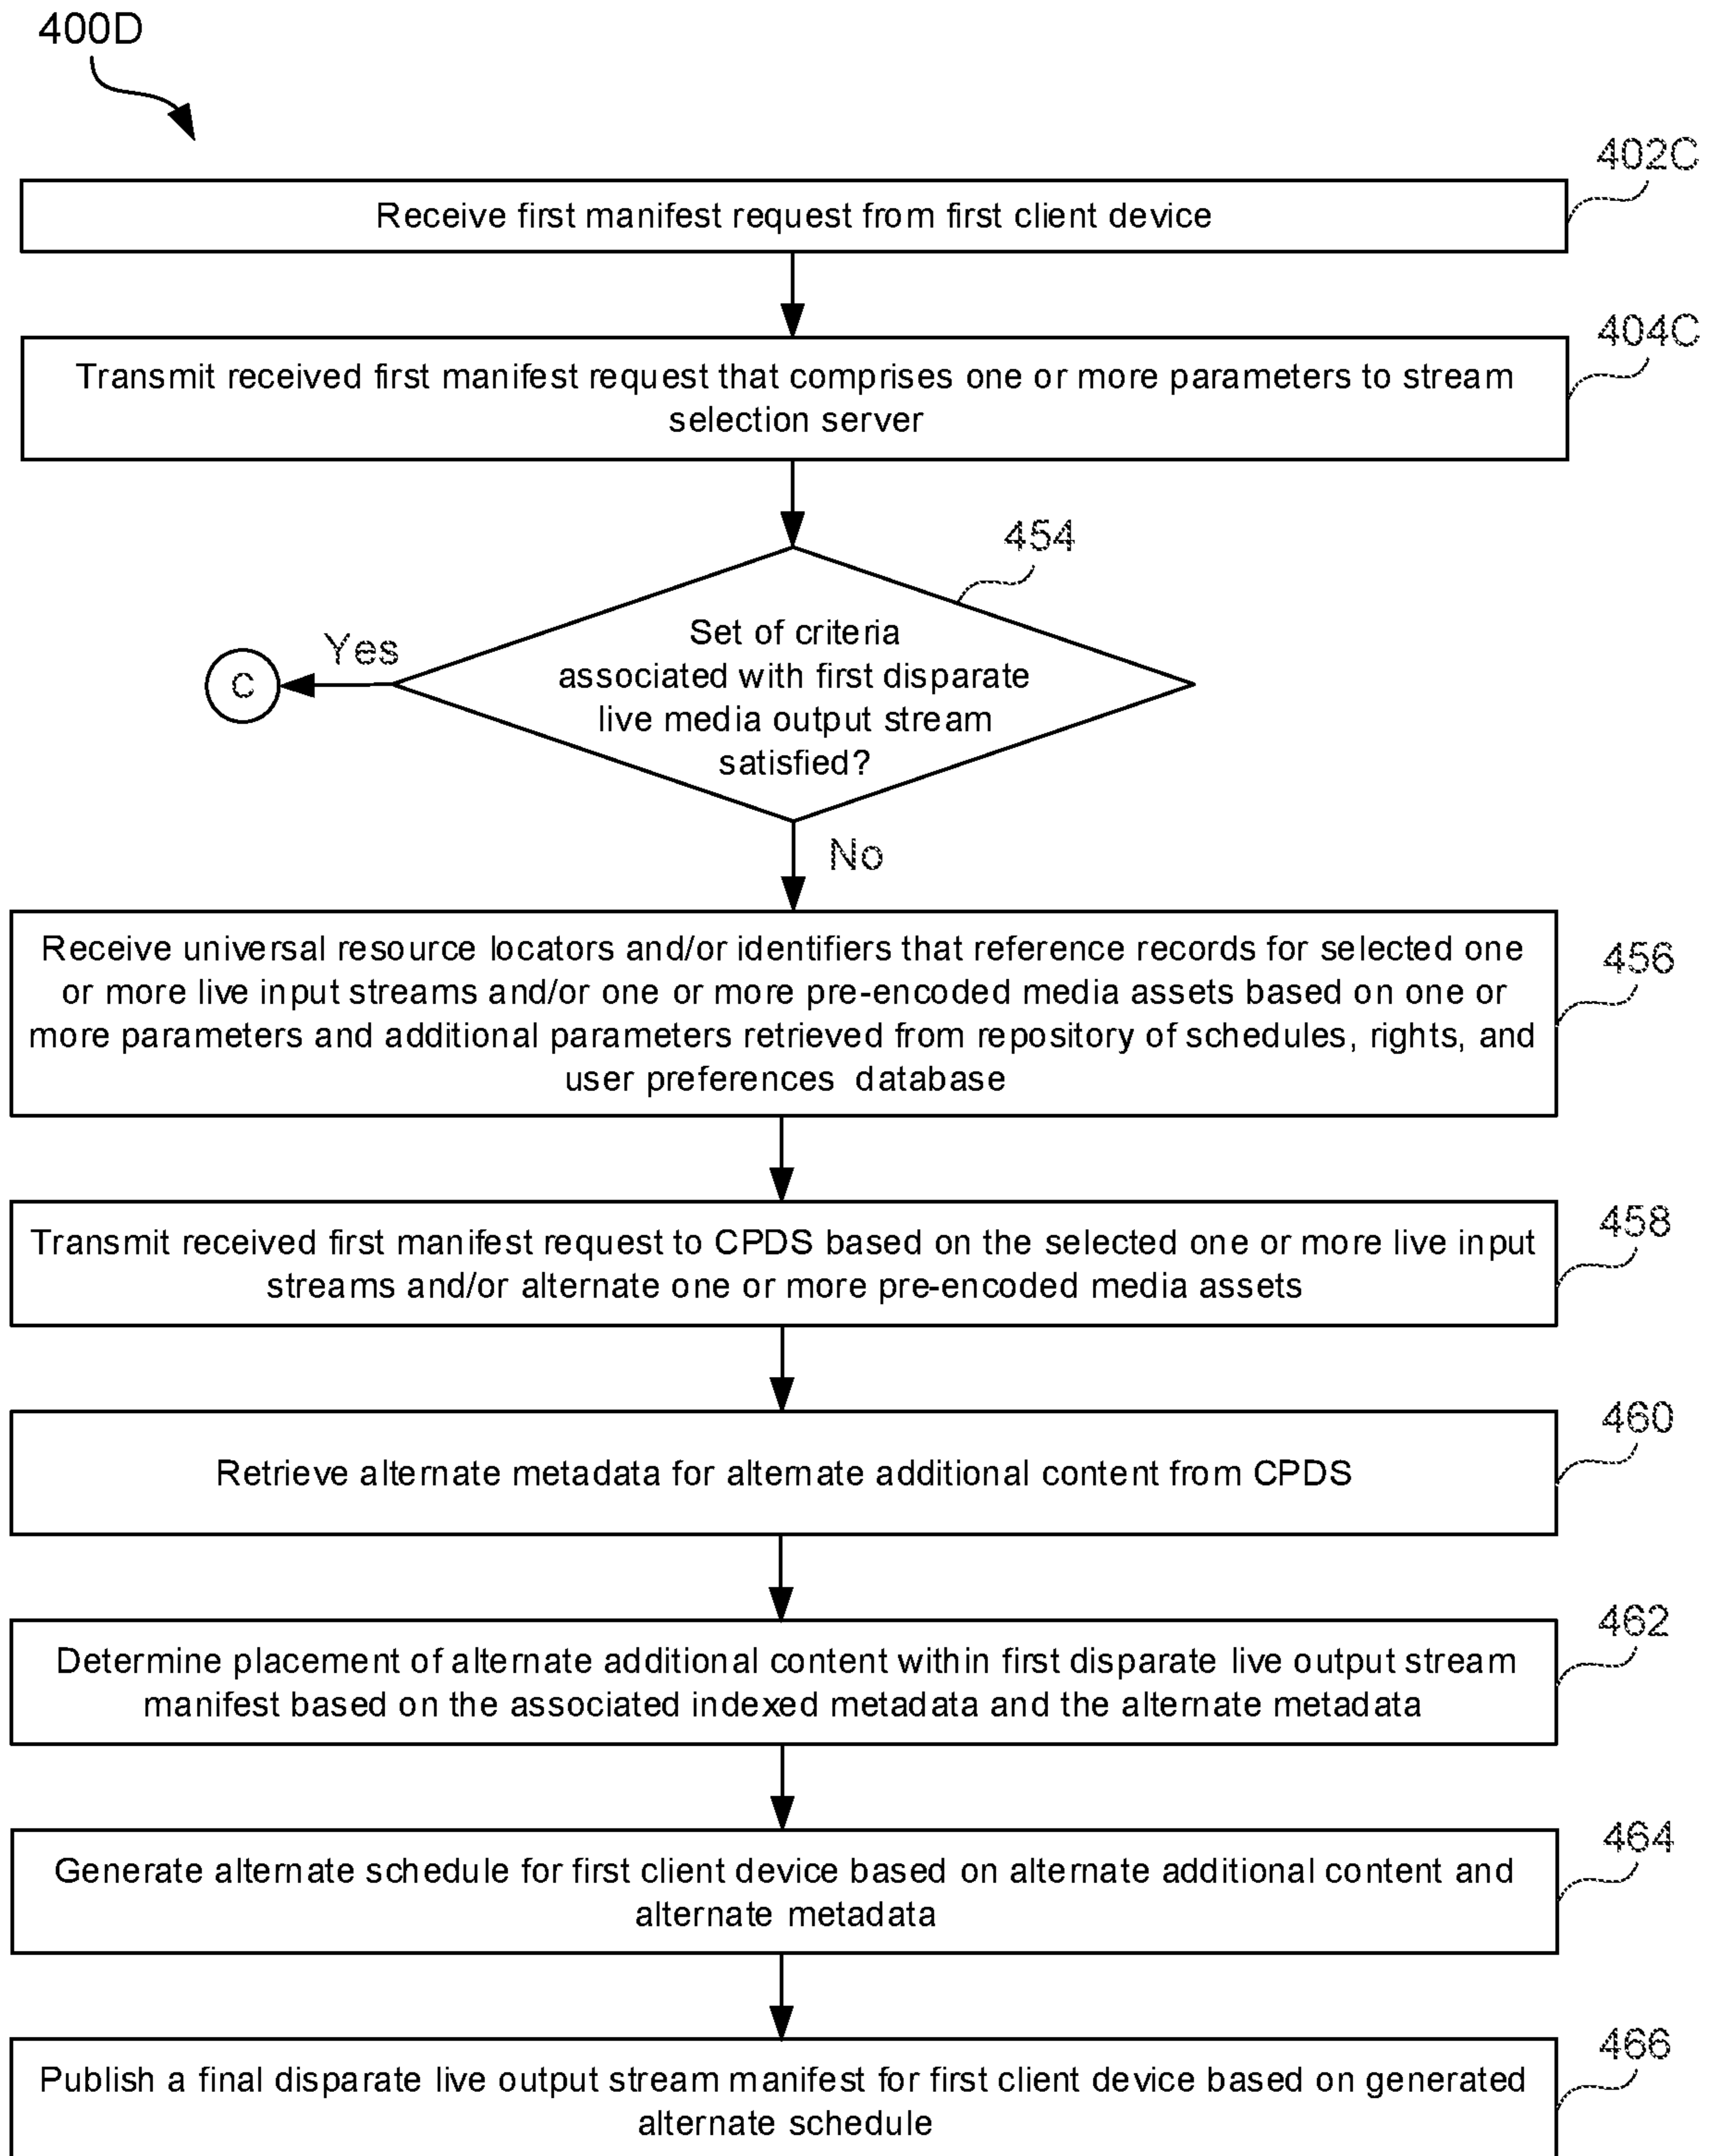 400D
402C
Receive first manifest request from first client device
404C
Transmit received first manifest request that comprises one or more parameters to stream
selection server
454
Set of criteria
associated with first disparate
live media output stream
satisfied?
Yes
C
No
456
Receive universal resource locators and/or identifiers that reference records for selected one
or more live input streams and/or one or more pre-encoded media assets based on one or
more parameters and additional parameters retrieved from repository of schedules, rights, and
user preferences database
458
Transmit received first manifest request to CPDS based on the selected one or more live input
streams and/or alternate one or more pre-encoded media assets
460
Retrieve alternate metadata for alternate additional content from CPDS
462
Determine placement of alternate additional content within first disparate live output stream
manifest based on the associated indexed metadata and the alternate metadata
464
Generate alternate schedule for first client device based on alternate additional content and
alternate metadata
466
Publish a final disparate live output stream manifest for first client device based on generated
alternate schedule